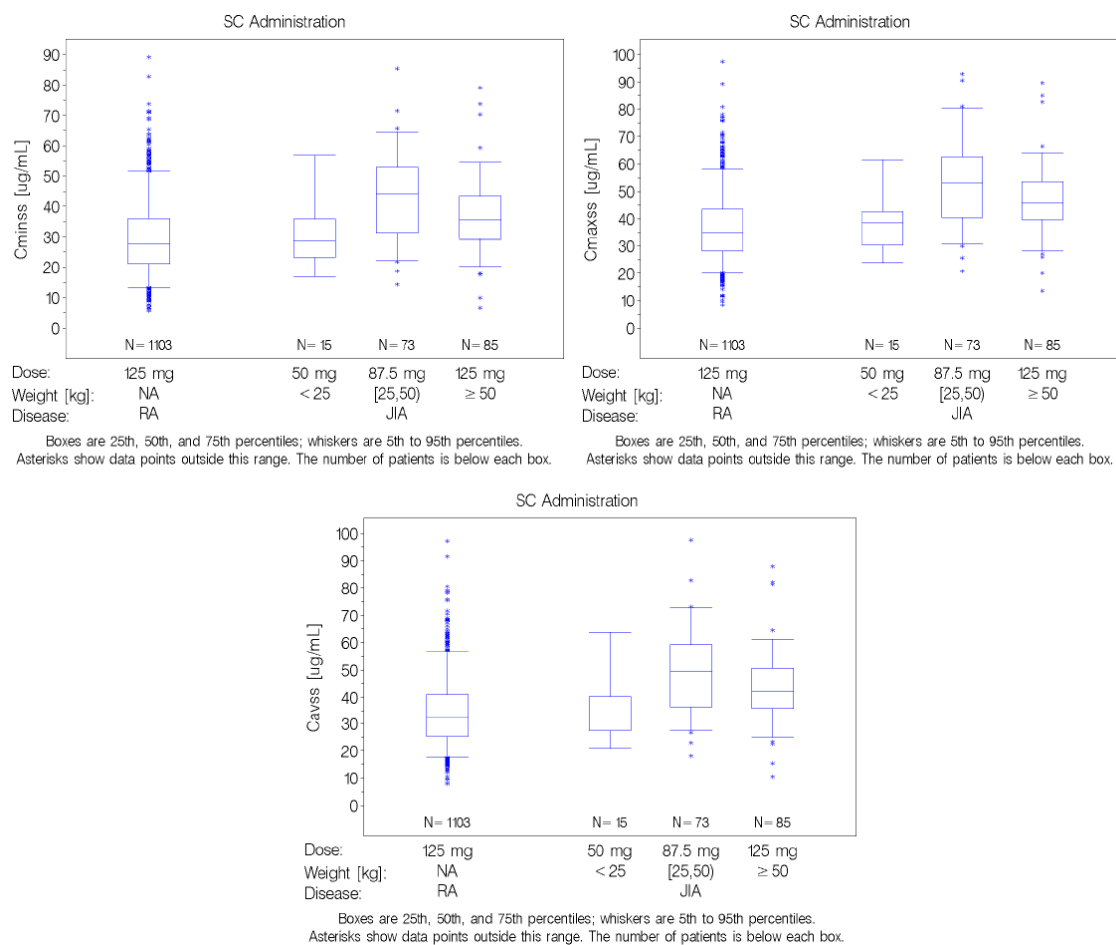 SC Administration
Cminss [ug/mL]
90
80
70
60
50
40
30
20
10
0
N= 1103 N= 15 N= 73 N= 85
Dose: 125 mg 50 mg 87.5 mg 125 mg
Weight [kg]: NA < 25 [25,50) ≥ 50
Disease: RA JIA
Boxes are 25th, 50th, and 75th percentiles; whiskers are 5th to 95th percentiles.
Asterisks show data points outside this range. The number of patients is below each box.
SC Administration
Cmaxss [ug/mL]
100
90
80
70
60
50
40
30
20
10
0
N= 1103 N= 15 N= 73 N= 85
Dose: 125 mg 50 mg 87.5 mg 125 mg
Weight [kg]: NA < 25 [25,50) ≥ 50
Disease: RA JIA
Boxes are 25th, 50th, and 75th percentiles; whiskers are 5th to 95th percentiles.
Asterisks show data points outside this range. The number of patients is below each box.
SC Administration
Cavss [ug/mL]
100
90
80
70
60
50
40
30
20
10
0
N= 1103 N= 15 N= 73 N= 85
Dose: 125 mg 50 mg 87.5 mg 125 mg
Weight [kg]: NA < 25 [25,50) ≥ 50
Disease: RA JIA
Boxes are 25th, 50th, and 75th percentiles; whiskers are 5th to 95th percentiles.
Asterisks show data points outside this range. The number of patients is below each box.